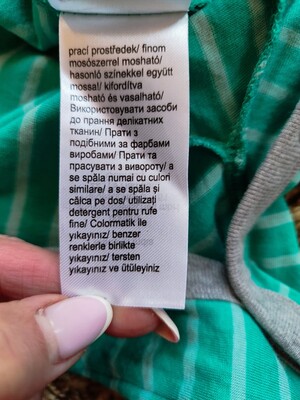 prací prostředek/ finom
mosószerrel mosható/
hasonló színekkel együtt
mossal/ kifordítva
mosható és vasalható/
Використовувати засоби
до прання делікатних
тканин/ Прати з
подібними за фарбами
виробами/ Прати та
прасувати з вивороту/ a
se spăla numai cu culori
similare/ a se spăla și
călca pe dos/ utilizați
detergent pentru rufe
fine/ Colormatik ile
yıkayınız/ benzer
renklerle birlikte
yıkayınız/ tersten
yıkayınız ve ütüleyiniz